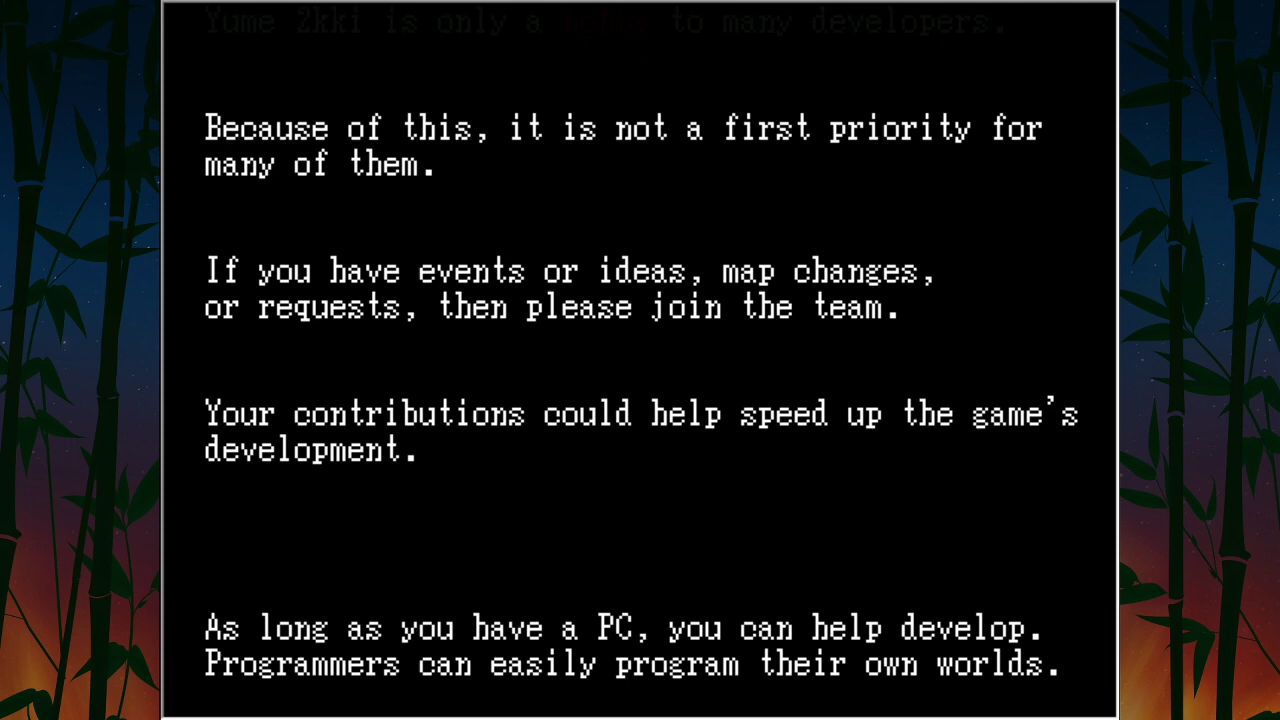 Yume 2kki is only a to many developers.
Because of this, it is not a first priority for
many of them.
If you have events or ideas, map changes,
or requests, then please join the team.
Your contributions could help speed up the game's
development.
As long as you have a PC, you can help develop.
Programmers can easily program their own worlds.